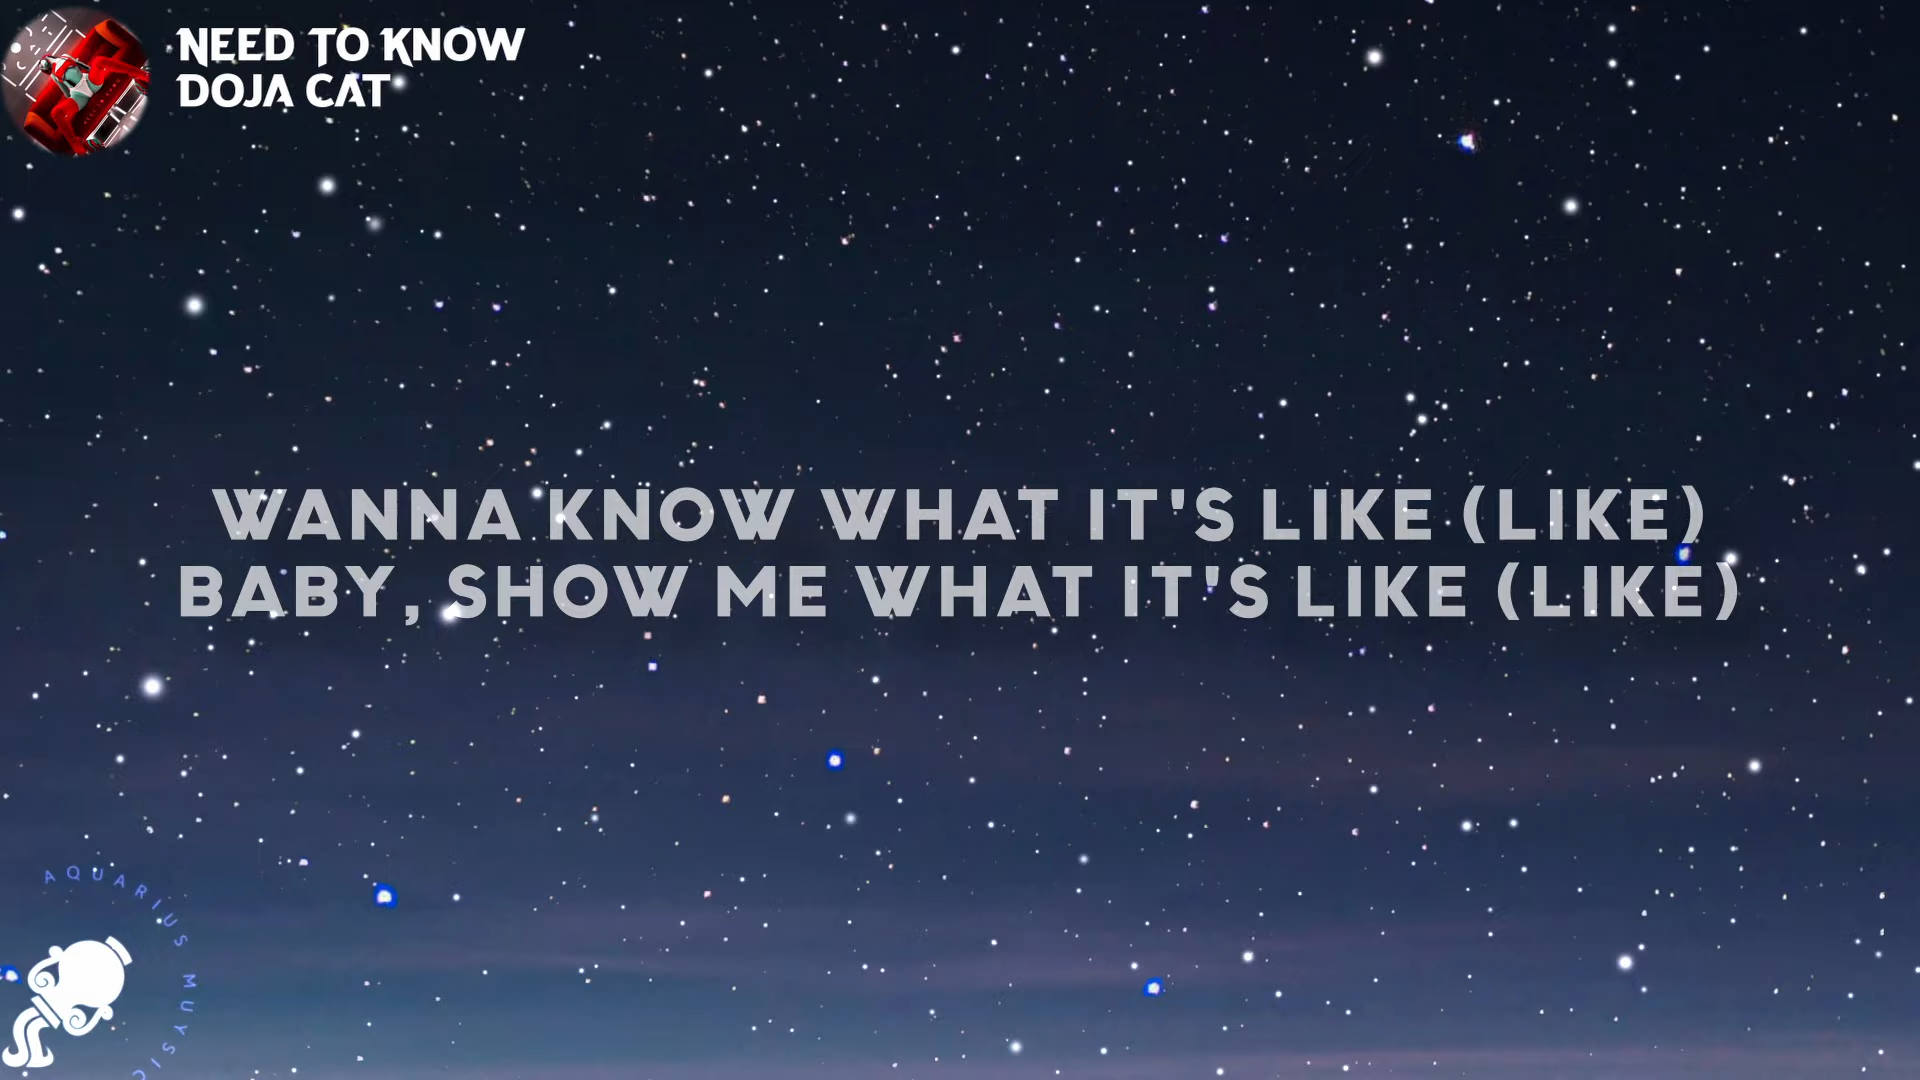 NEED TO KNOW
DOJA CAT
WANNA KNOW WHAT IT'S LIKE (LIKE)
BABY, SHOW ME WHAT IT'S LIKE (LIKE)
AQUARIUS MUYSIC